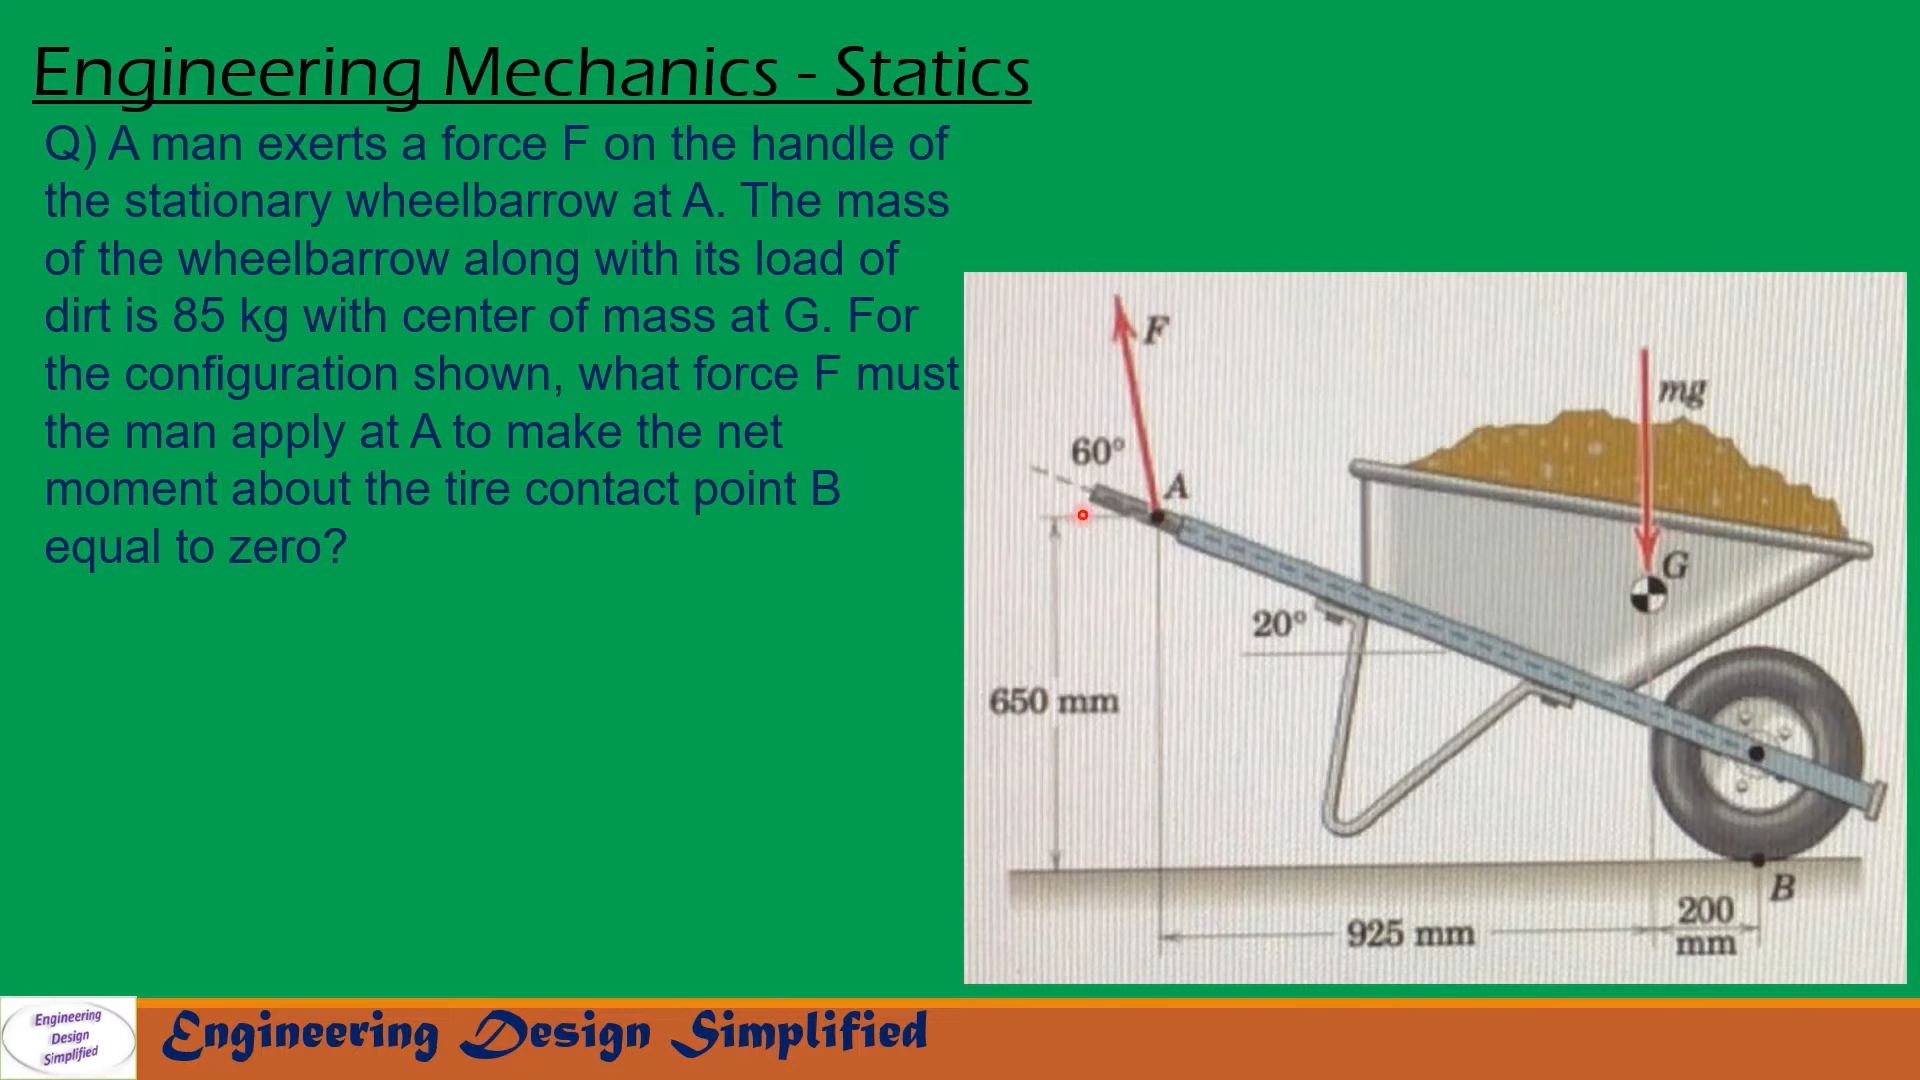 Engineering Mechanics - Statics
Q) A man exerts a force F on the handle of
the stationary wheelbarrow at A. The mass
of the wheelbarrow along with its load of
dirt is 85 kg with center of mass at G. For
the configuration shown, what force F must
the man apply at A to make the net
moment about the tire contact point B
equal to zero?
F
mg
60°
A
G
20°
650 mm
B
925 mm
200
mm
Engineering
Design
Simplified
Engineering Design Simplified